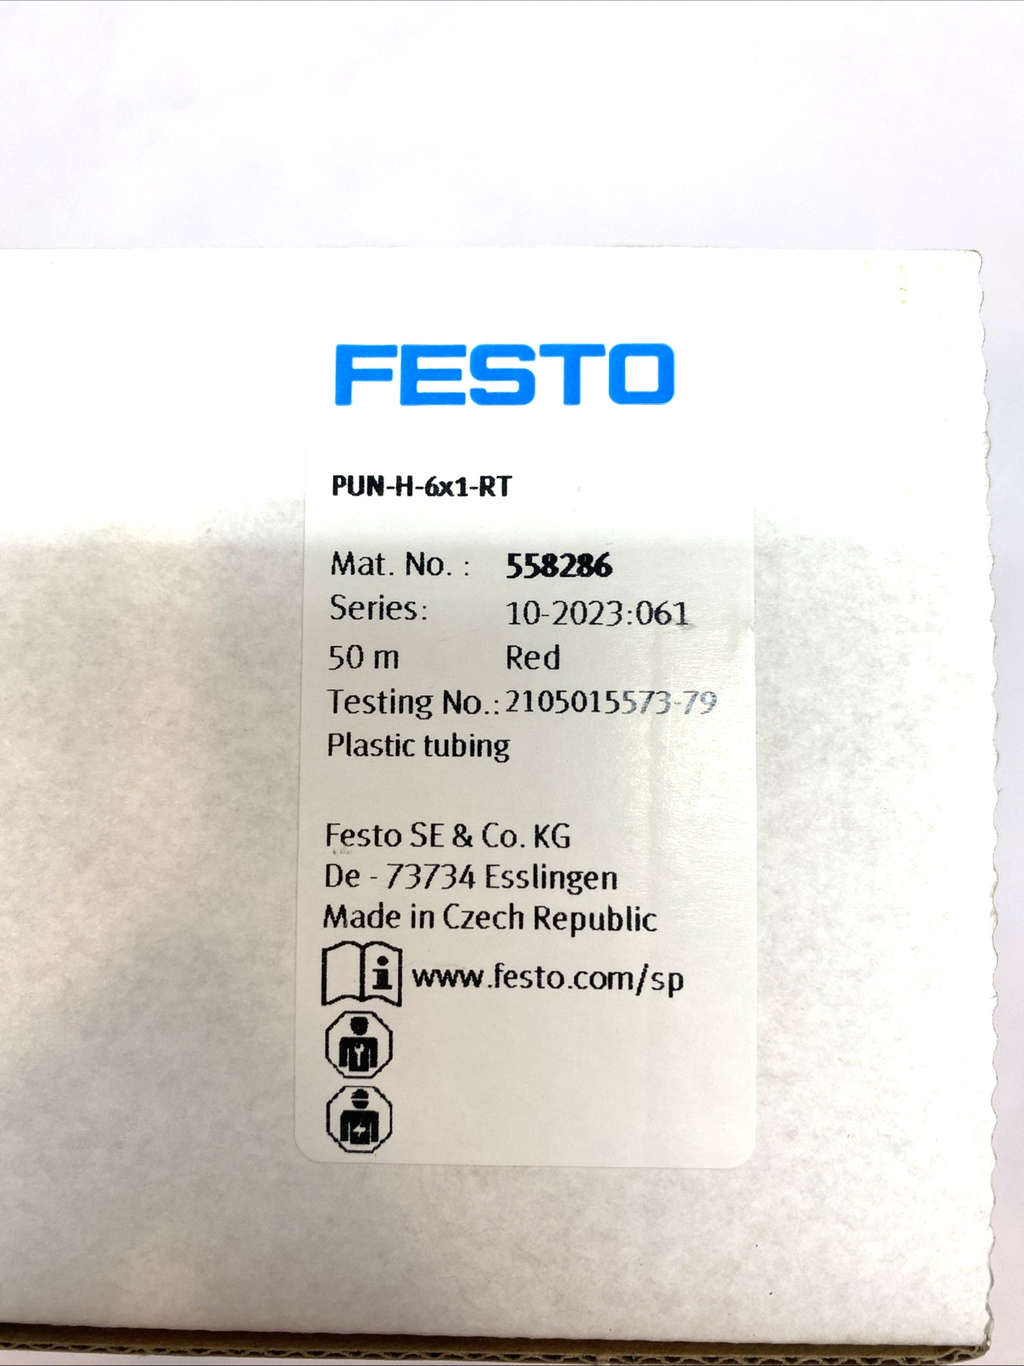 FESTO
PUN-H-6x1-RT
Mat. No. : 558286
Series: 10-2023:061
50 m Red
Testing No.: 2105015573-79
Plastic tubing
Festo SE & Co. KG
De - 73734 Esslingen
Made in Czech Republic
i www.festo.com/sp